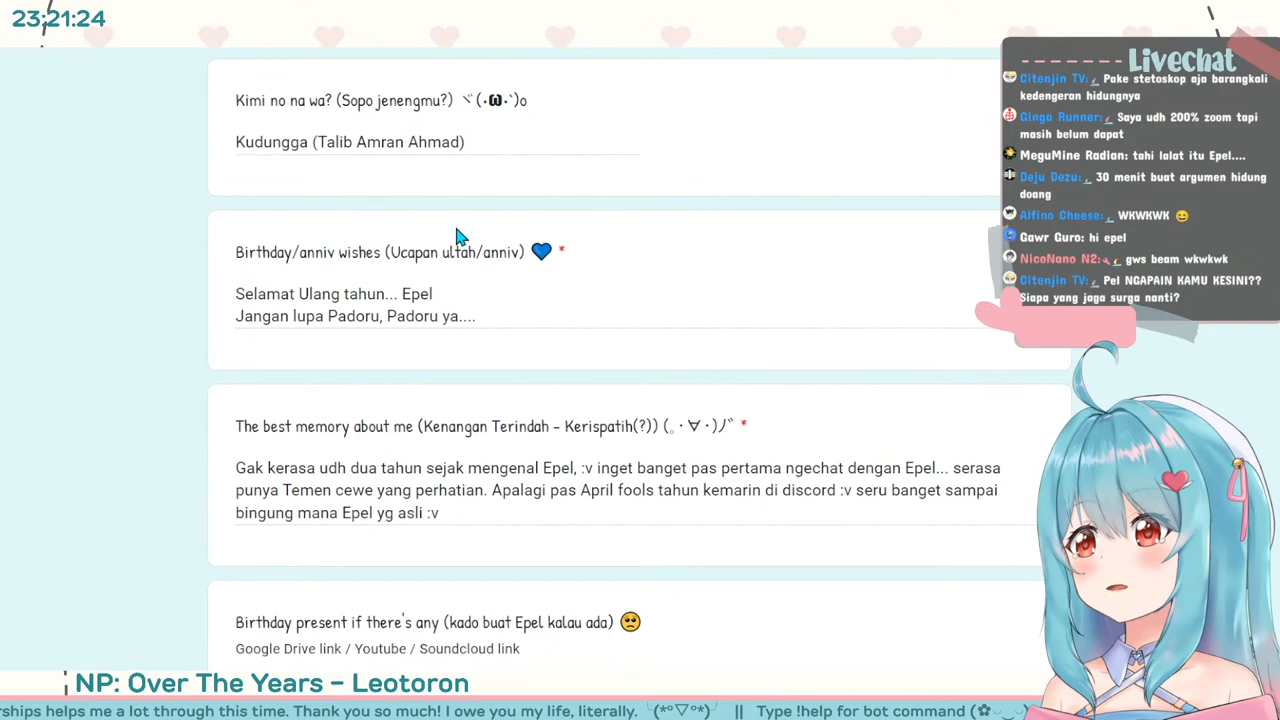 23:21:24
Kimi no na wa? (Sopo jenengmu?) ヾ(･ω･`)o
Kudungga (Talib Amran Ahmad)
Birthday/anniv wishes (Ucapan ultah/anniv) 💙 *
Selamat Ulang tahun... Epel
Jangan lupa Padoru, Padoru ya....
The best memory about me (Kenangan Terindah - Kerispatih(?)) (｡･∀･)ﾉﾞ *
Gak kerasa udh dua tahun sejak mengenal Epel, :v inget banget pas pertama ngechat dengan Epel... serasa
punya Temen cewe yang perhatian. Apalagi pas April fools tahun kemarin di discord :v seru banget sampai
bingung mana Epel yg asli :v
Birthday present if there's any (kado buat Epel kalau ada) 🥺
Google Drive link / Youtube / Soundcloud link
Livechat
Citenjin TV: Pake stetoskop aja barangkali
kedengeran hidungnya
Ginga Runner: Saya udh 200% zoom tapi
masih belum dapat
MeguMine Radian: tahi lalat itu Epel....
Deju Dezu: 30 menit buat argumen hidung
doang
Alfino Cheese: WKWKWK 😆
Gawr Guro: hi epel
NicoNano N2: gws beam wkwkwk
Citenjin TV: Pel NGAPAIN KAMU KESINI??
Siapa yang jaga surga nanti?
NP: Over The Years - Leotoron
erships helps me a lot through this time. Thank you so much! I owe you my life, literally. ╰(*°▽°*)╯ || Type !help for bot command (✿◡‿◡)